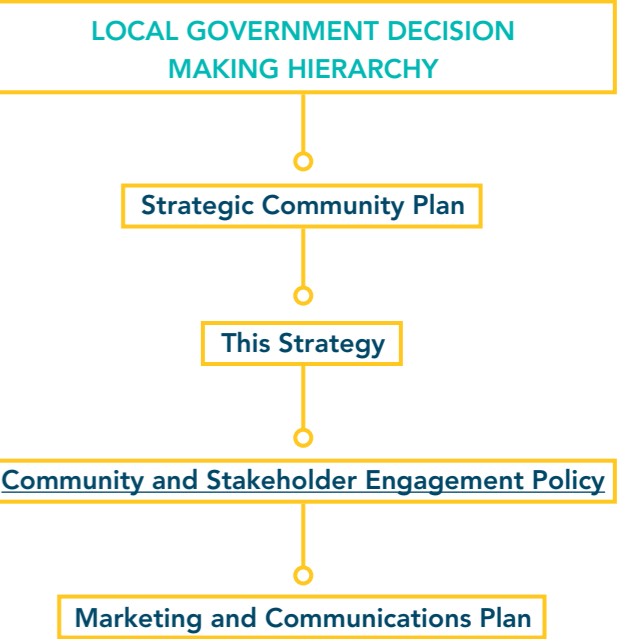 LOCAL GOVERNMENT DECISION
MAKING HIERARCHY
Strategic Community Plan
This Strategy
Community and Stakeholder Engagement Policy
Marketing and Communications Plan